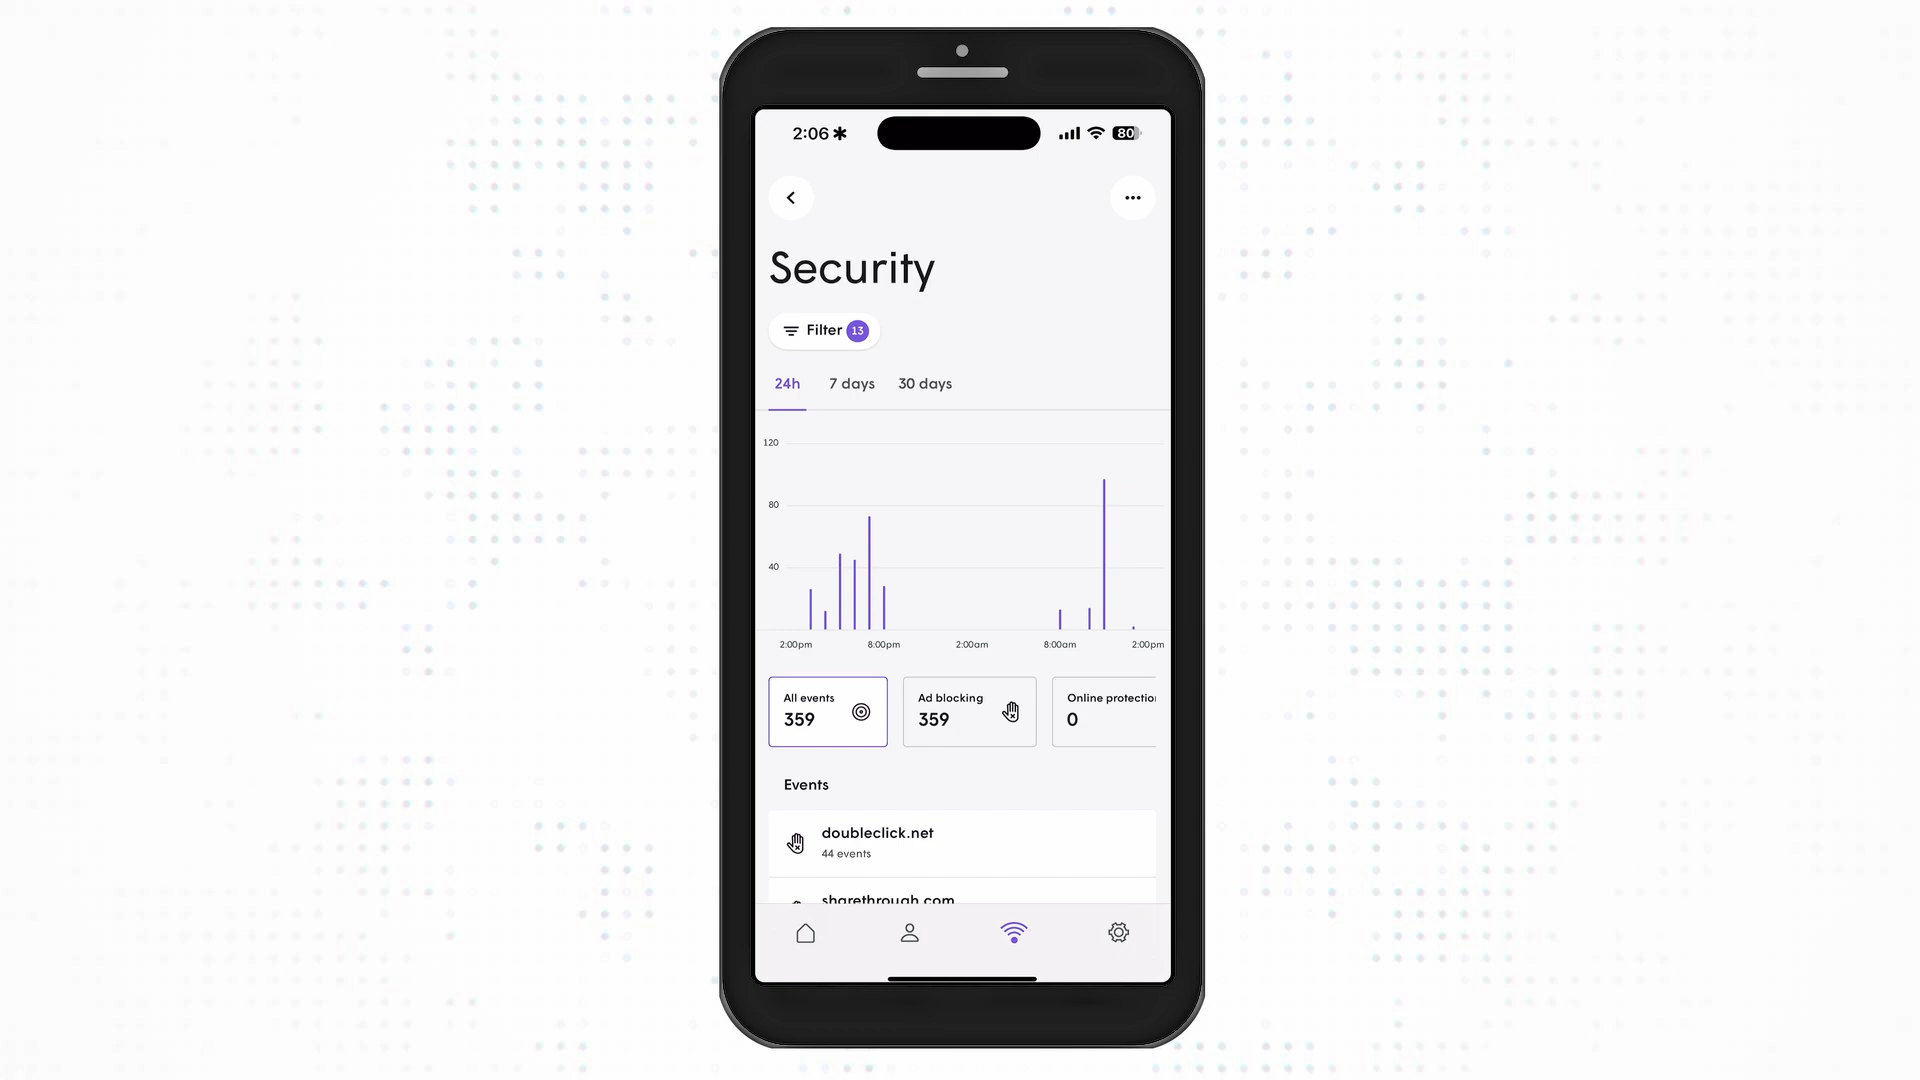 2:06 80
Security
Filter 13
24h 7 days 30 days
120
80
40
2:00pm 8:00pm 2:00am 8:00am 2:00pm
All events Ad blocking Online protection
359 359 0
Events
doubleclick.net
44 events
sharethrough.com